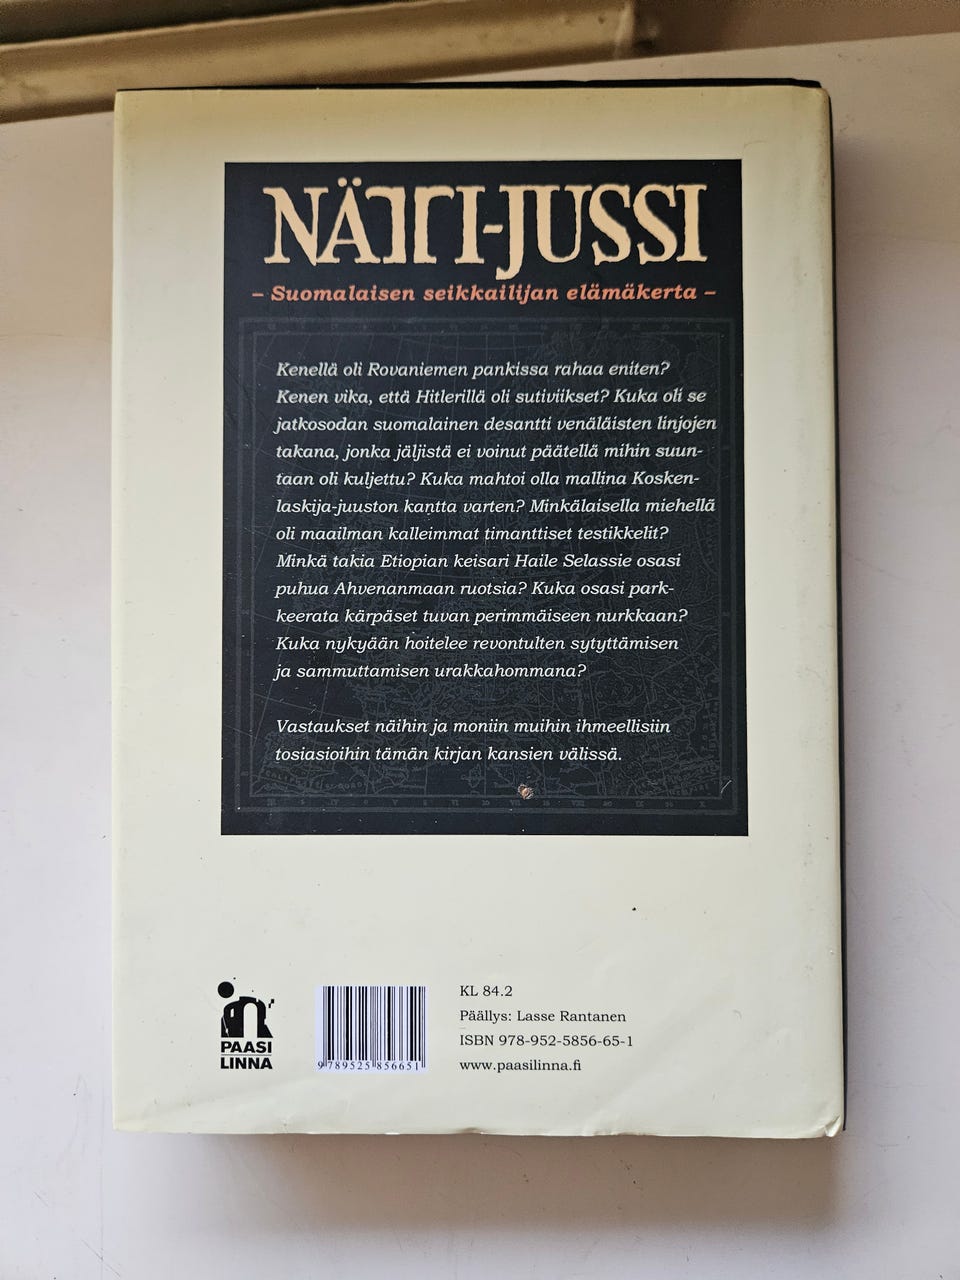 NÄTTI-JUSSI
– Suomalaisen seikkailijan elämäkerta –
Kenellä oli Rovaniemen pankissa rahaa eniten?
Kenen vika, että Hitlerillä oli sutiviikset? Kuka oli se
jatkosodan suomalainen desantti venäläisten linjojen
takana, jonka jäljistä ei voinut päätellä mihin suun-
taan oli kuljettu? Kuka mahtoi olla mallina Kosken-
laskija-juuston kantta varten? Minkälaisella miehellä
oli maailman kalleimmat timanttiset testikkelit?
Minkä takia Etiopian keisari Haile Selassie osasi
puhua Ahvenanmaan ruotsia? Kuka osasi park-
keerata kärpäset tuvan perimmäiseen nurkkaan?
Kuka nykyään hoitelee revontulten sytyttämisen
ja sammuttamisen urakkahommana?
Vastaukset näihin ja moniin muihin ihmeellisiin
tosiasioihin tämän kirjan kansien välissä.
PAASI
LINNA
9 789525 856651
KL 84.2
Päällys: Lasse Rantanen
ISBN 978-952-5856-65-1
www.paasilinna.fi